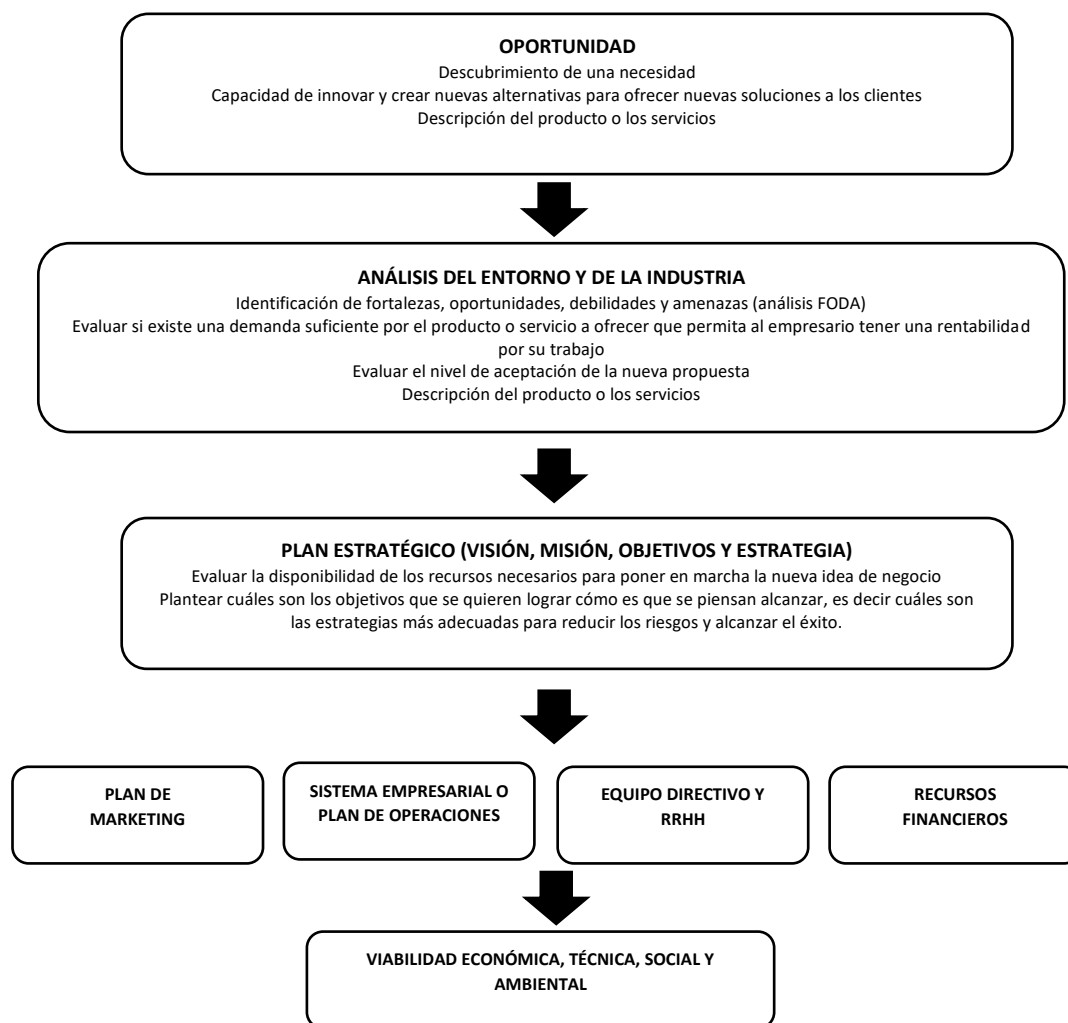 OPORTUNIDAD
Descubrimiento de una necesidad
Capacidad de innovar y crear nuevas alternativas para ofrecer nuevas soluciones a los clientes
Descripción del producto o los servicios
ANÁLISIS DEL ENTORNO Y DE LA INDUSTRIA
Identificación de fortalezas, oportunidades, debilidades y amenazas (análisis FODA)
Evaluar si existe una demanda suficiente por el producto o servicio a ofrecer que permita al empresario tener una rentabilidad
por su trabajo
Evaluar el nivel de aceptación de la nueva propuesta
Descripción del producto o los servicios
PLAN ESTRATÉGICO (VISIÓN, MISIÓN, OBJETIVOS Y ESTRATEGIA)
Evaluar la disponibilidad de los recursos necesarios para poner en marcha la nueva idea de negocio
Plantear cuáles son los objetivos que se quieren lograr cómo es que se piensan alcanzar, es decir cuáles son
las estrategias más adecuadas para reducir los riesgos y alcanzar el éxito.
PLAN DE
MARKETING
SISTEMA EMPRESARIAL O
PLAN DE OPERACIONES
EQUIPO DIRECTIVO Y
RRHH
RECURSOS
FINANCIEROS
VIABILIDAD ECONÓMICA, TÉCNICA, SOCIAL Y
AMBIENTAL